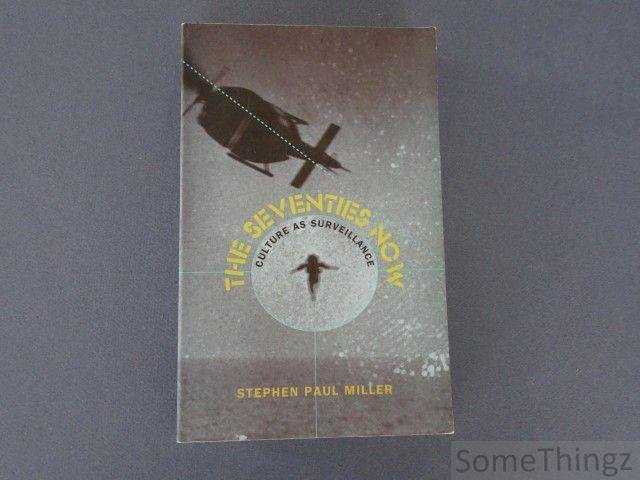 THE SEVENTIES NOW
CULTURE AS SURVEILLANCE
STEPHEN PAUL MILLER
SomeThingz